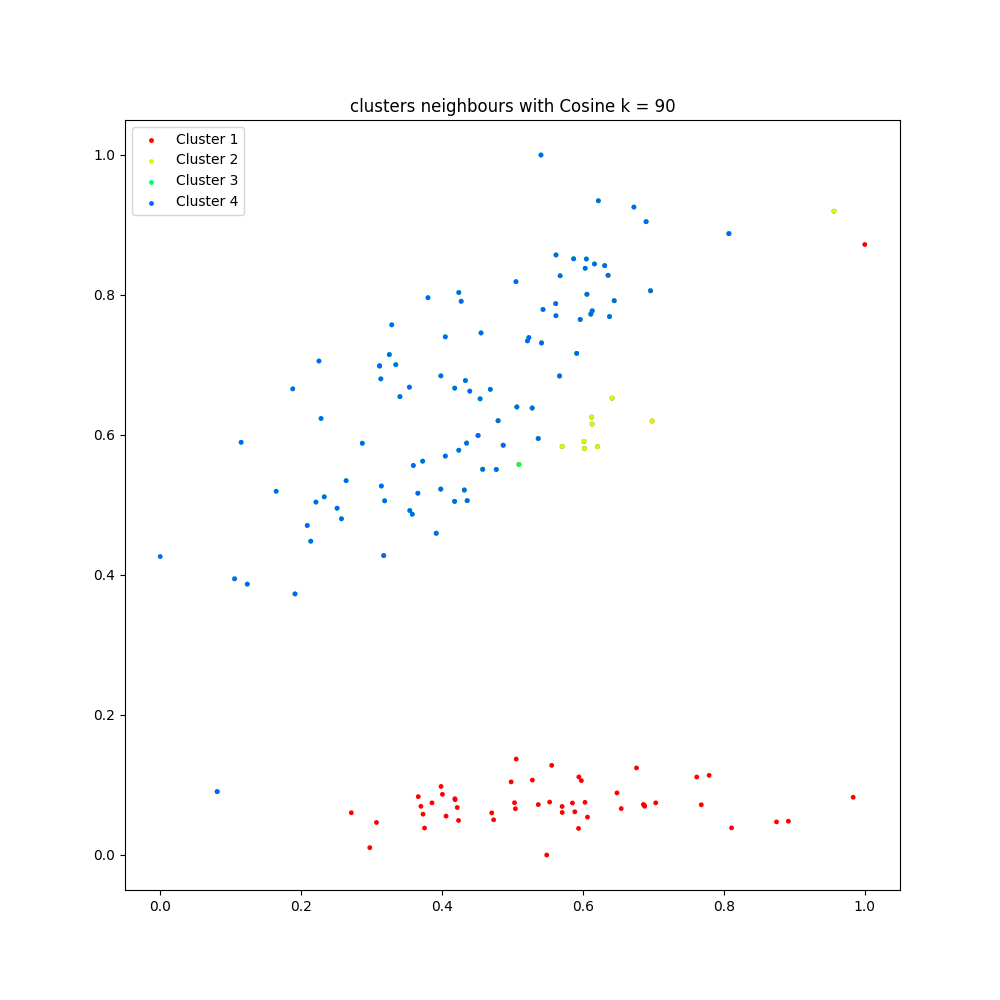 clusters neighbours with Cosine k = 90
Cluster 1
Cluster 2
Cluster 3
Cluster 4
1.0
0.8
0.6
0.4
0.2
0.0
0.0 0.2 0.4 0.6 0.8 1.0